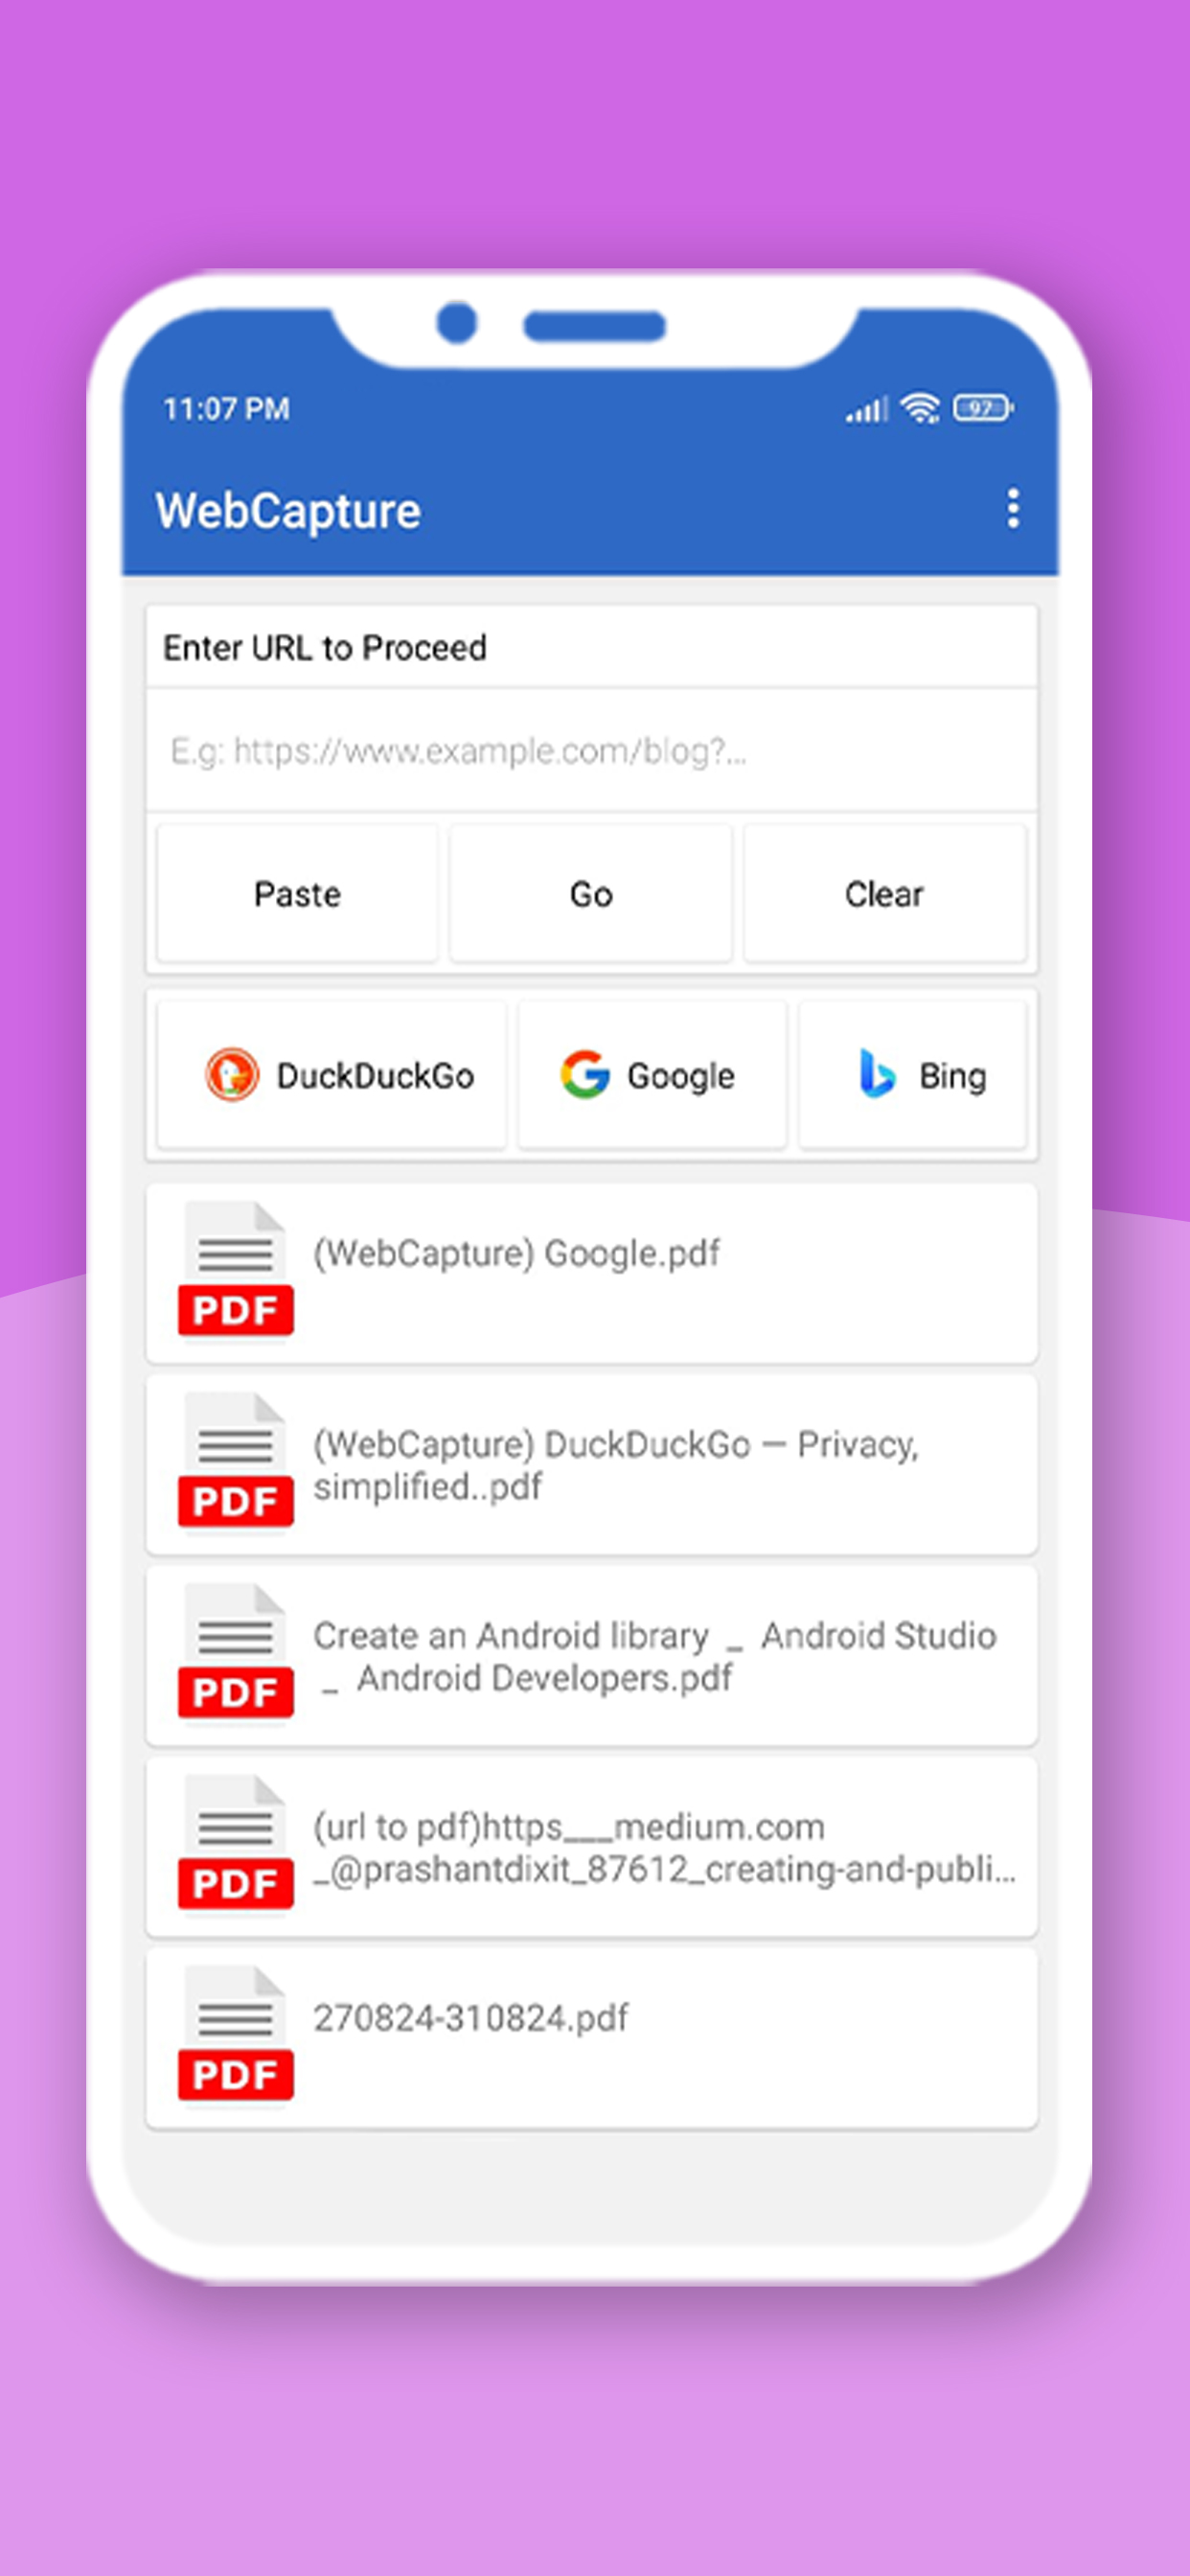 11:07 PM
97
WebCapture
Enter URL to Proceed
E.g: https://www.example.com/blog?...
Paste
Go
Clear
DuckDuckGo
Google
Bing
(WebCapture) Google.pdf
PDF
(WebCapture) DuckDuckGo — Privacy,
simplified..pdf
PDF
Create an Android library _ Android Studio
_ Android Developers.pdf
PDF
(url to pdf)https___medium.com
_@prashantdixit_87612_creating-and-publi...
PDF
270824-310824.pdf
PDF